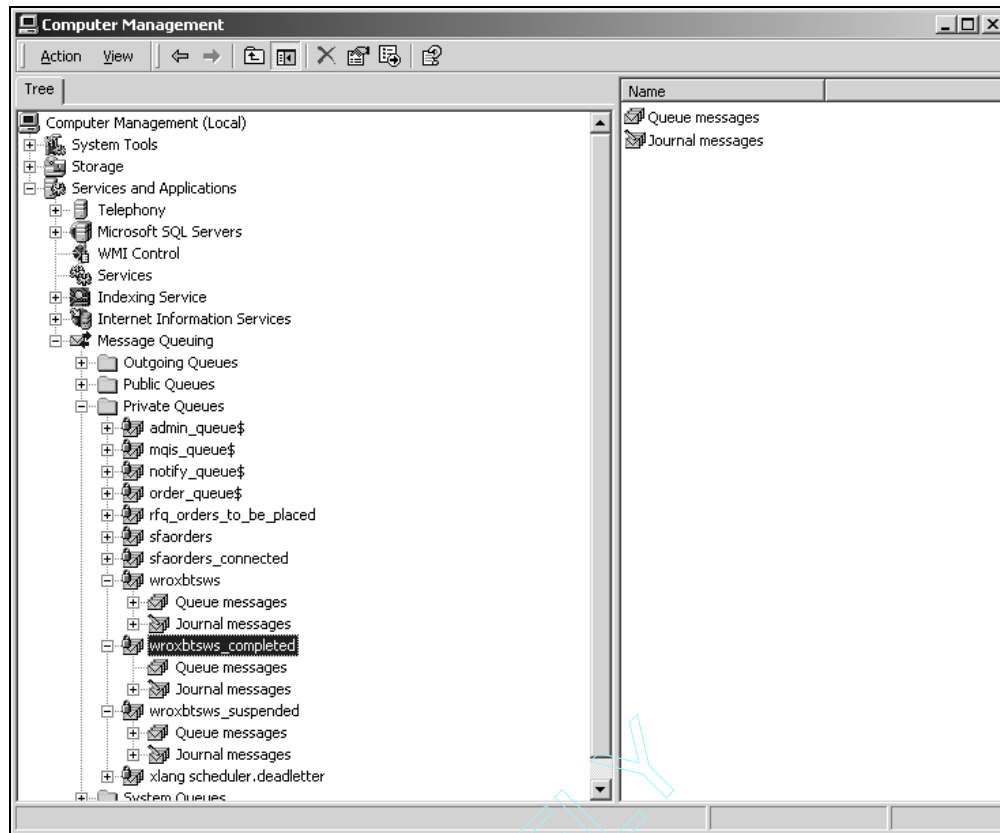 Computer Management
Action View
Tree
Name
Computer Management (Local)
System Tools
Storage
Services and Applications
Telephony
Microsoft SQL Servers
WMI Control
Services
Indexing Service
Internet Information Services
Message Queuing
Outgoing Queues
Public Queues
Private Queues
admin_queue$
mqis_queue$
notify_queue$
order_queue$
rfq_orders_to_be_placed
sfaorders
sfaorders_connected
wroxbtsws
Queue messages
Journal messages
wroxbtsws_completed
Queue messages
Journal messages
wroxbtsws_suspended
Queue messages
Journal messages
xlang scheduler.deadletter
System Queues
Queue messages
Journal messages